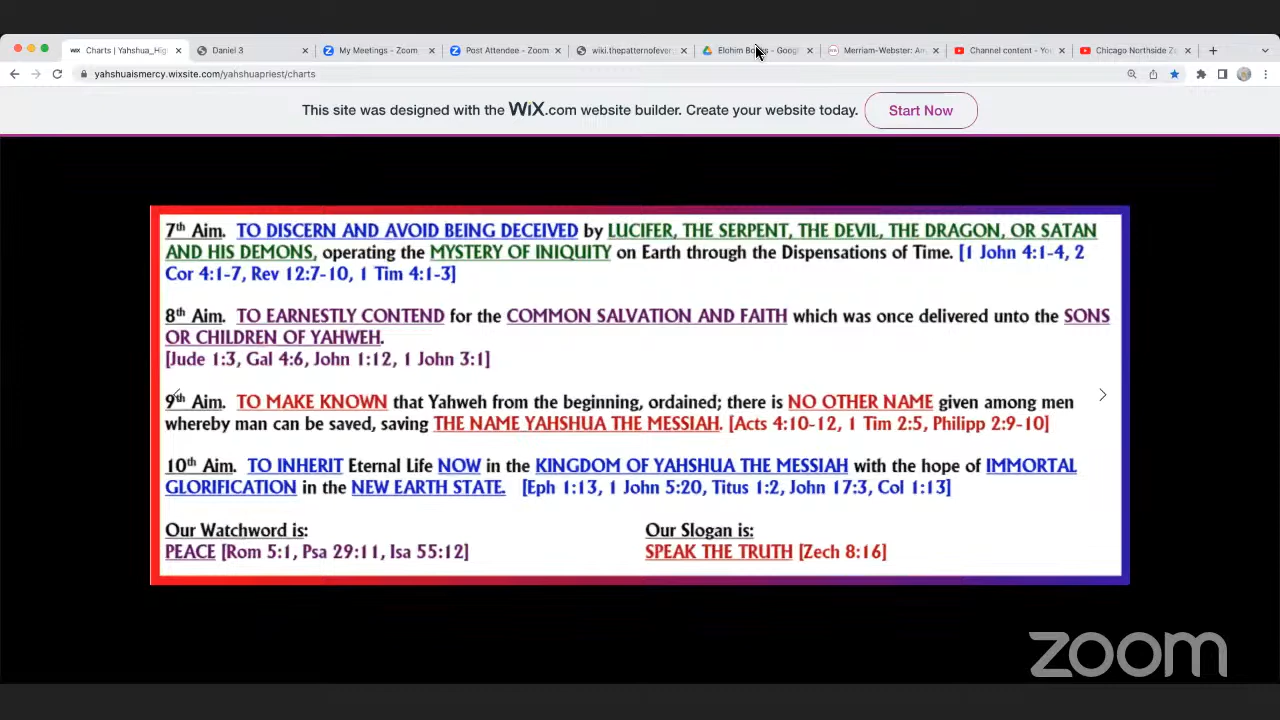 Charts | Yahshua_Hig
Daniel 3
My Meetings - Zoom
Post Attendee - Zoom
wiki.thepatternofever
Elohim Bo - Goog
Merriam-Webster: Am
Channel content - Yo
Chicago Northside Z
yahshuaismercy.wixsite.com/yahshuapriest/charts
This site was designed with the WiX.com website builder. Create your website today. Start Now
7th Aim. TO DISCERN AND AVOID BEING DECEIVED by LUCIFER, THE SERPENT, THE DEVIL, THE DRAGON, OR SATAN
AND HIS DEMONS, operating the MYSTERY OF INIQUITY on Earth through the Dispensations of Time. [1 John 4:1-4, 2
Cor 4:1-7, Rev 12:7-10, 1 Tim 4:1-3]
8th Aim. TO EARNESTLY CONTEND for the COMMON SALVATION AND FAITH which was once delivered unto the SONS
OR CHILDREN OF YAHWEH.
[Jude 1:3, Gal 4:6, John 1:12, 1 John 3:1]
9th Aim. TO MAKE KNOWN that Yahweh from the beginning, ordained; there is NO OTHER NAME given among men
whereby man can be saved, saving THE NAME YAHSHUA THE MESSIAH. [Acts 4:10-12, 1 Tim 2:5, Philipp 2:9-10]
10th Aim. TO INHERIT Eternal Life NOW in the KINGDOM OF YAHSHUA THE MESSIAH with the hope of IMMORTAL
GLORIFICATION in the NEW EARTH STATE. [Eph 1:13, 1 John 5:20, Titus 1:2, John 17:3, Col 1:13]
Our Watchword is:
PEACE [Rom 5:1, Psa 29:11, Isa 55:12]
Our Slogan is:
SPEAK THE TRUTH [Zech 8:16]
zoom